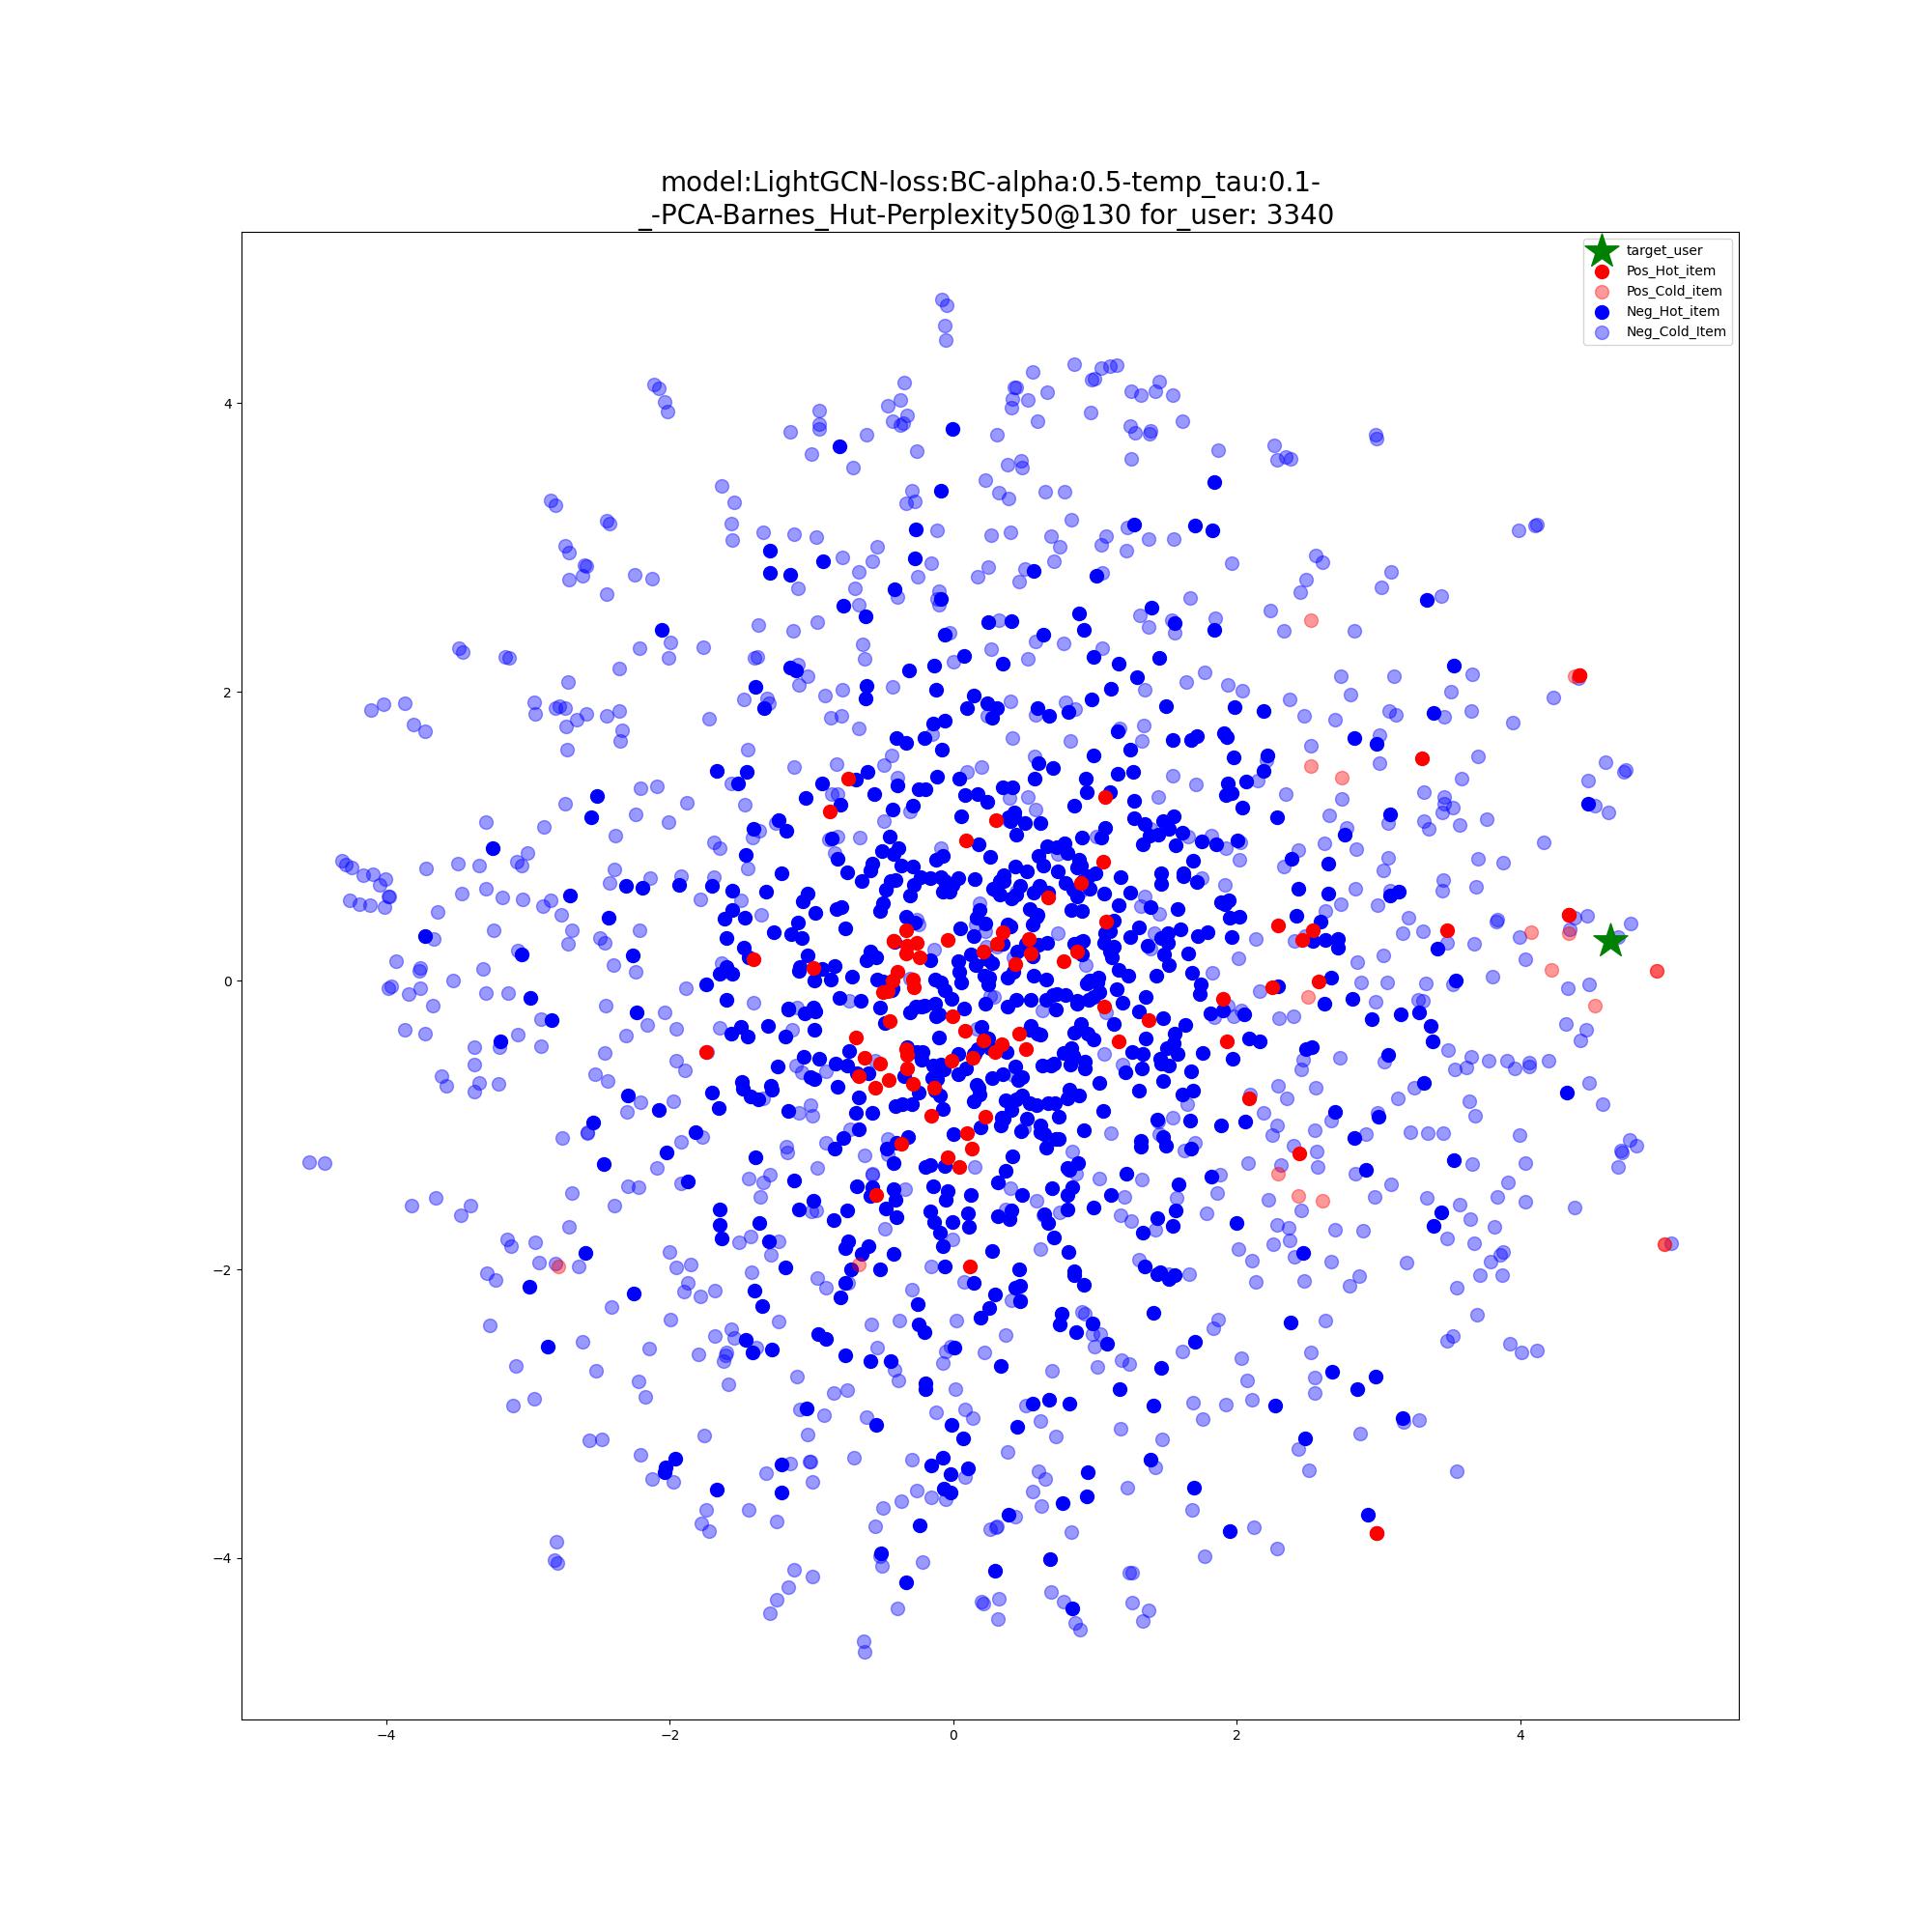 model:LightGCN-loss:BC-alpha:0.5-temp_tau:0.1-
_-PCA-Barnes_Hut-Perplexity50@130 for_user: 3340
target_user
Pos_Hot_item
Pos_Cold_item
Neg_Hot_item
Neg_Cold_Item
4
2
0
−2
−4
−4
−2
0
2
4